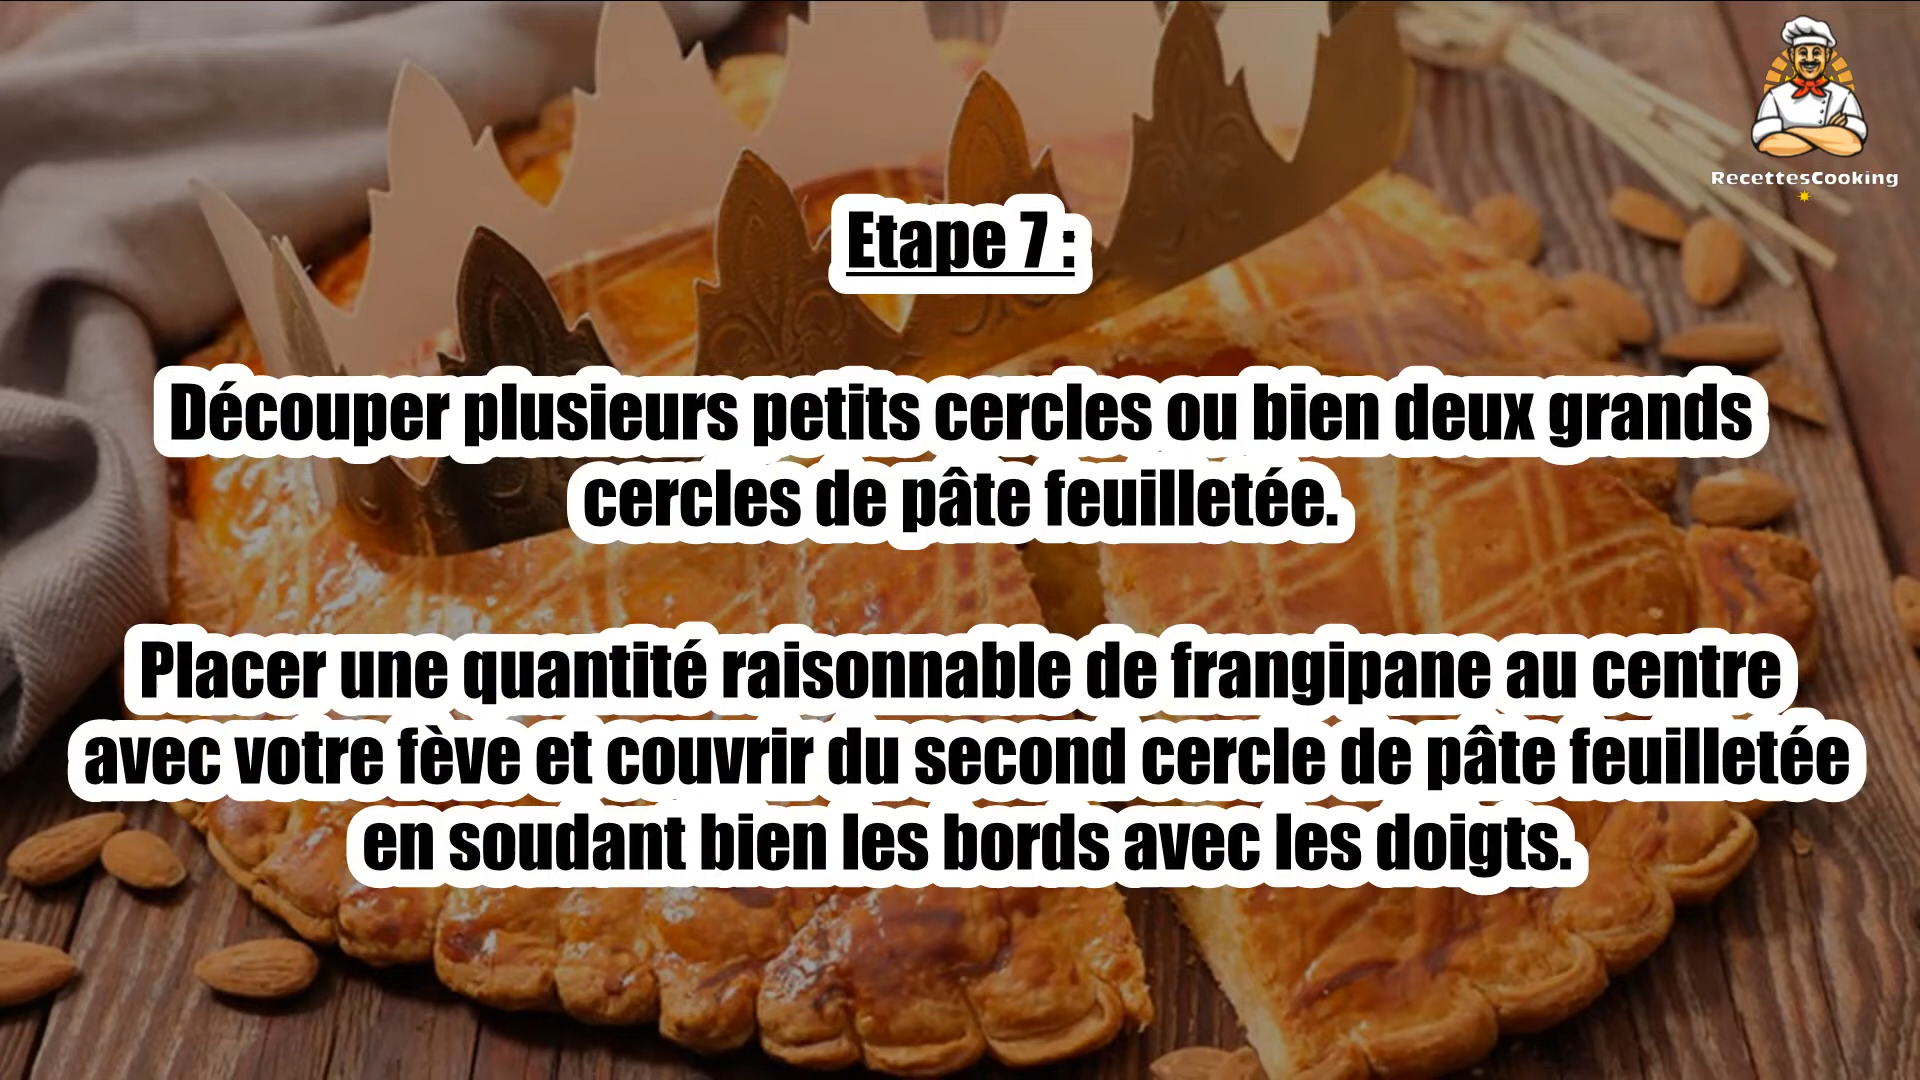 RecettesCooking
Etape 7 :
Découper plusieurs petits cercles ou bien deux grands
cercles de pâte feuilletée.
Placer une quantité raisonnable de frangipane au centre
avec votre fève et couvrir du second cercle de pâte feuilletée
en soudant bien les bords avec les doigts.